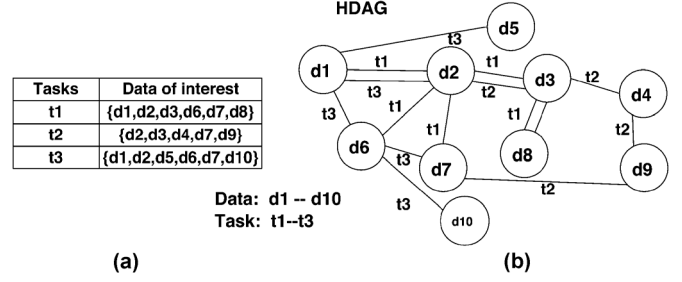 HDAG
Tasks Data of interest
t1 {d1,d2,d3,d6,d7,d8}
t2 {d2,d3,d4,d7,d9}
t3 {d1,d2,d5,d6,d7,d10}
d5
t3
d1 t1 d2 t1 d3 t2 d4
t3 t2
t3 t1 t1 t1 t2
d6 t3 d7 d8 d9
t2
t3 d10
Data: d1 -- d10
Task: t1--t3
(a) (b)